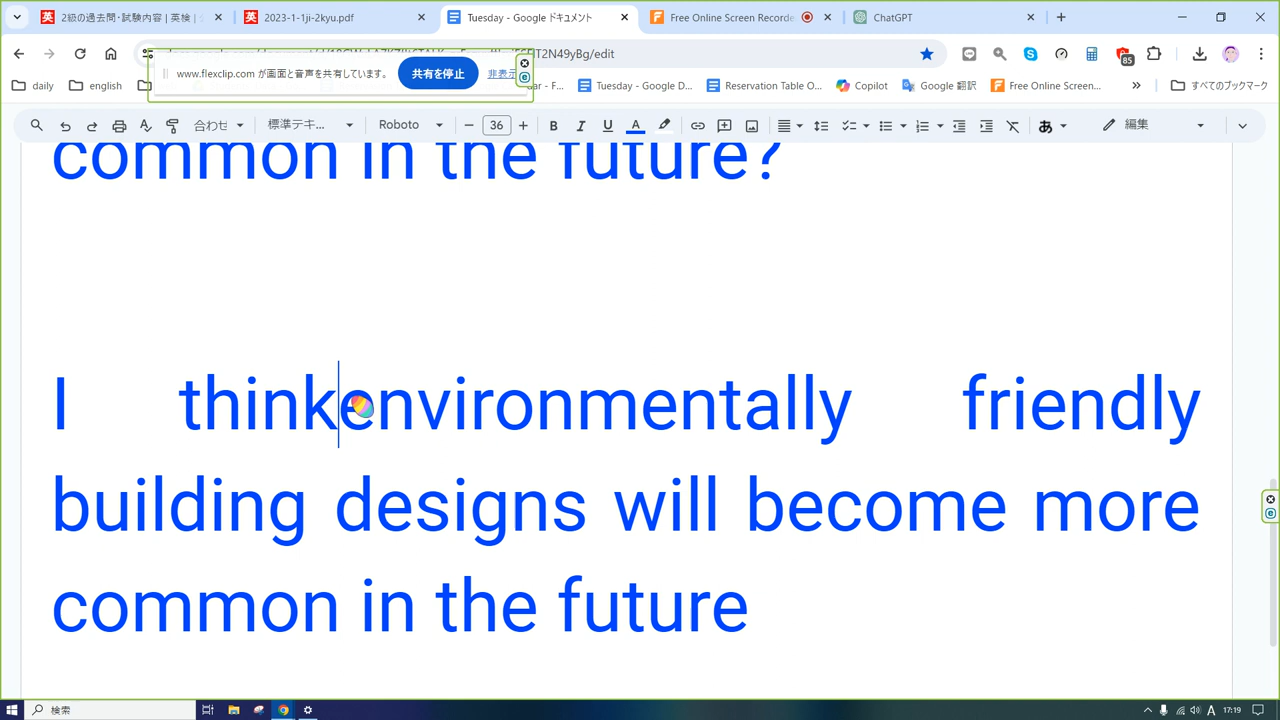 2級の過去問・試験内容 | 英検
2023-1-1ji-2kyu.pdf
Tuesday - Google ドキュメント
Free Online Screen Recorde
ChatGPT
2N49yBg/edit
www.flexclip.com が画面と音声を共有しています。
共有を停止
非表示
85
daily
english
dar - F...
Tuesday - Google D...
Reservation Table O...
Copilot
Google 翻訳
Free Online Screen...
すべてのブックマーク
合わせ
標準テキ...
Roboto
36
B
I
U
A
あ
編集
common in the future?
I thinkenvironmentally friendly
building designs will become more
common in the future
検索
A
17:19